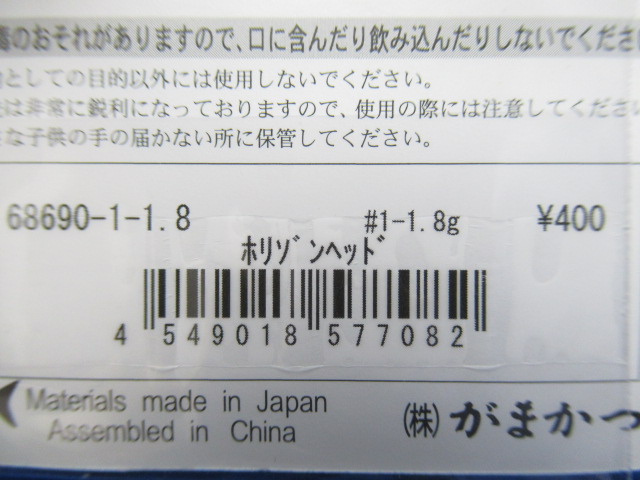 のおそれがありますので、口に含んだり飲み込んだりしないでくださ
としての目的以外には使用しないでください。
は非常に鋭利になっておりますので、使用の際には注意してください
な子供の手の届かない所に保管してください。
68690-1-1.8 #1-1.8g ¥400
ﾎﾘｿﾞﾝﾍｯﾄﾞ
4 549018 577082
Materials made in Japan
Assembled in China
(株) がまかつ